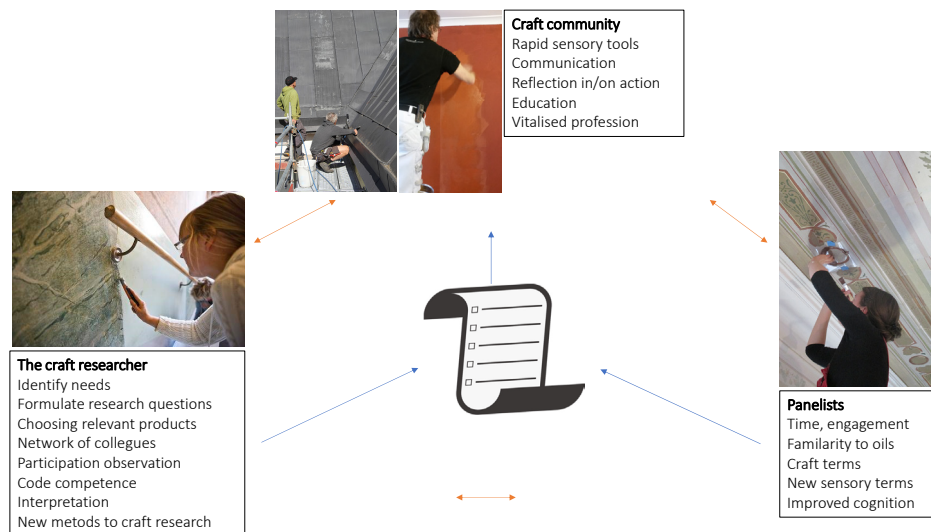 Craft community
Rapid sensory tools
Communication
Reflection in/on action
Education
Vitalised profession
The craft researcher
Identify needs
Formulate research questions
Choosing relevant products
Network of collegues
Participation observation
Code competence
Interpretation
New metods to craft research
Panelists
Time, engagement
Familarity to oils
Craft terms
New sensory terms
Improved cognition